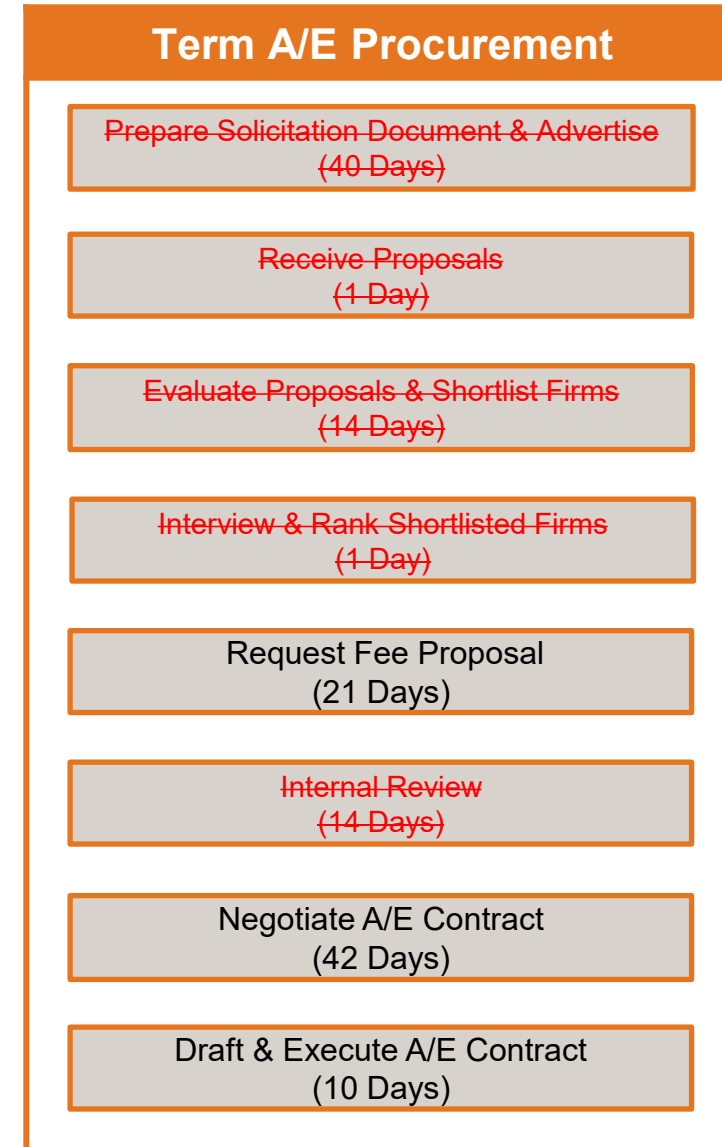 Term A/E Procurement
Prepare Solicitation Document & Advertise
(40 Days)
Receive Proposals
(1 Day)
Evaluate Proposals & Shortlist Firms
(14 Days)
Interview & Rank Shortlisted Firms
(1 Day)
Request Fee Proposal
(21 Days)
Internal Review
(14 Days)
Negotiate A/E Contract
(42 Days)
Draft & Execute A/E Contract
(10 Days)